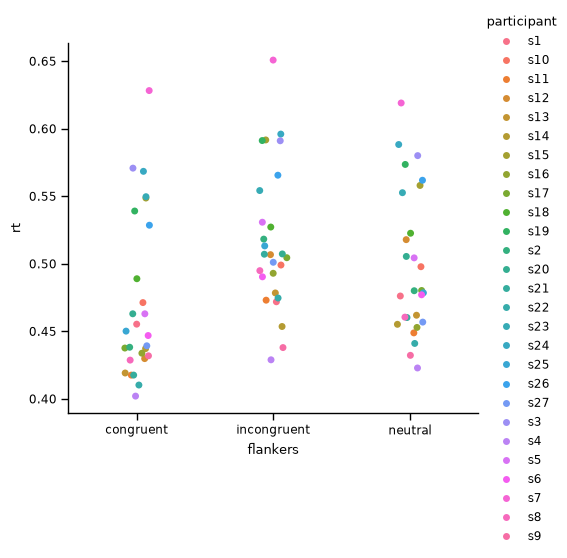 participant
s1
s10
s11
s12
s13
s14
s15
s16
s17
s18
s19
s2
s20
s21
s22
s23
s24
s25
s26
s27
s3
s4
s5
s6
s7
s8
s9
0.65
0.60
0.55
0.50
0.45
0.40
rt
congruent incongruent neutral
flankers